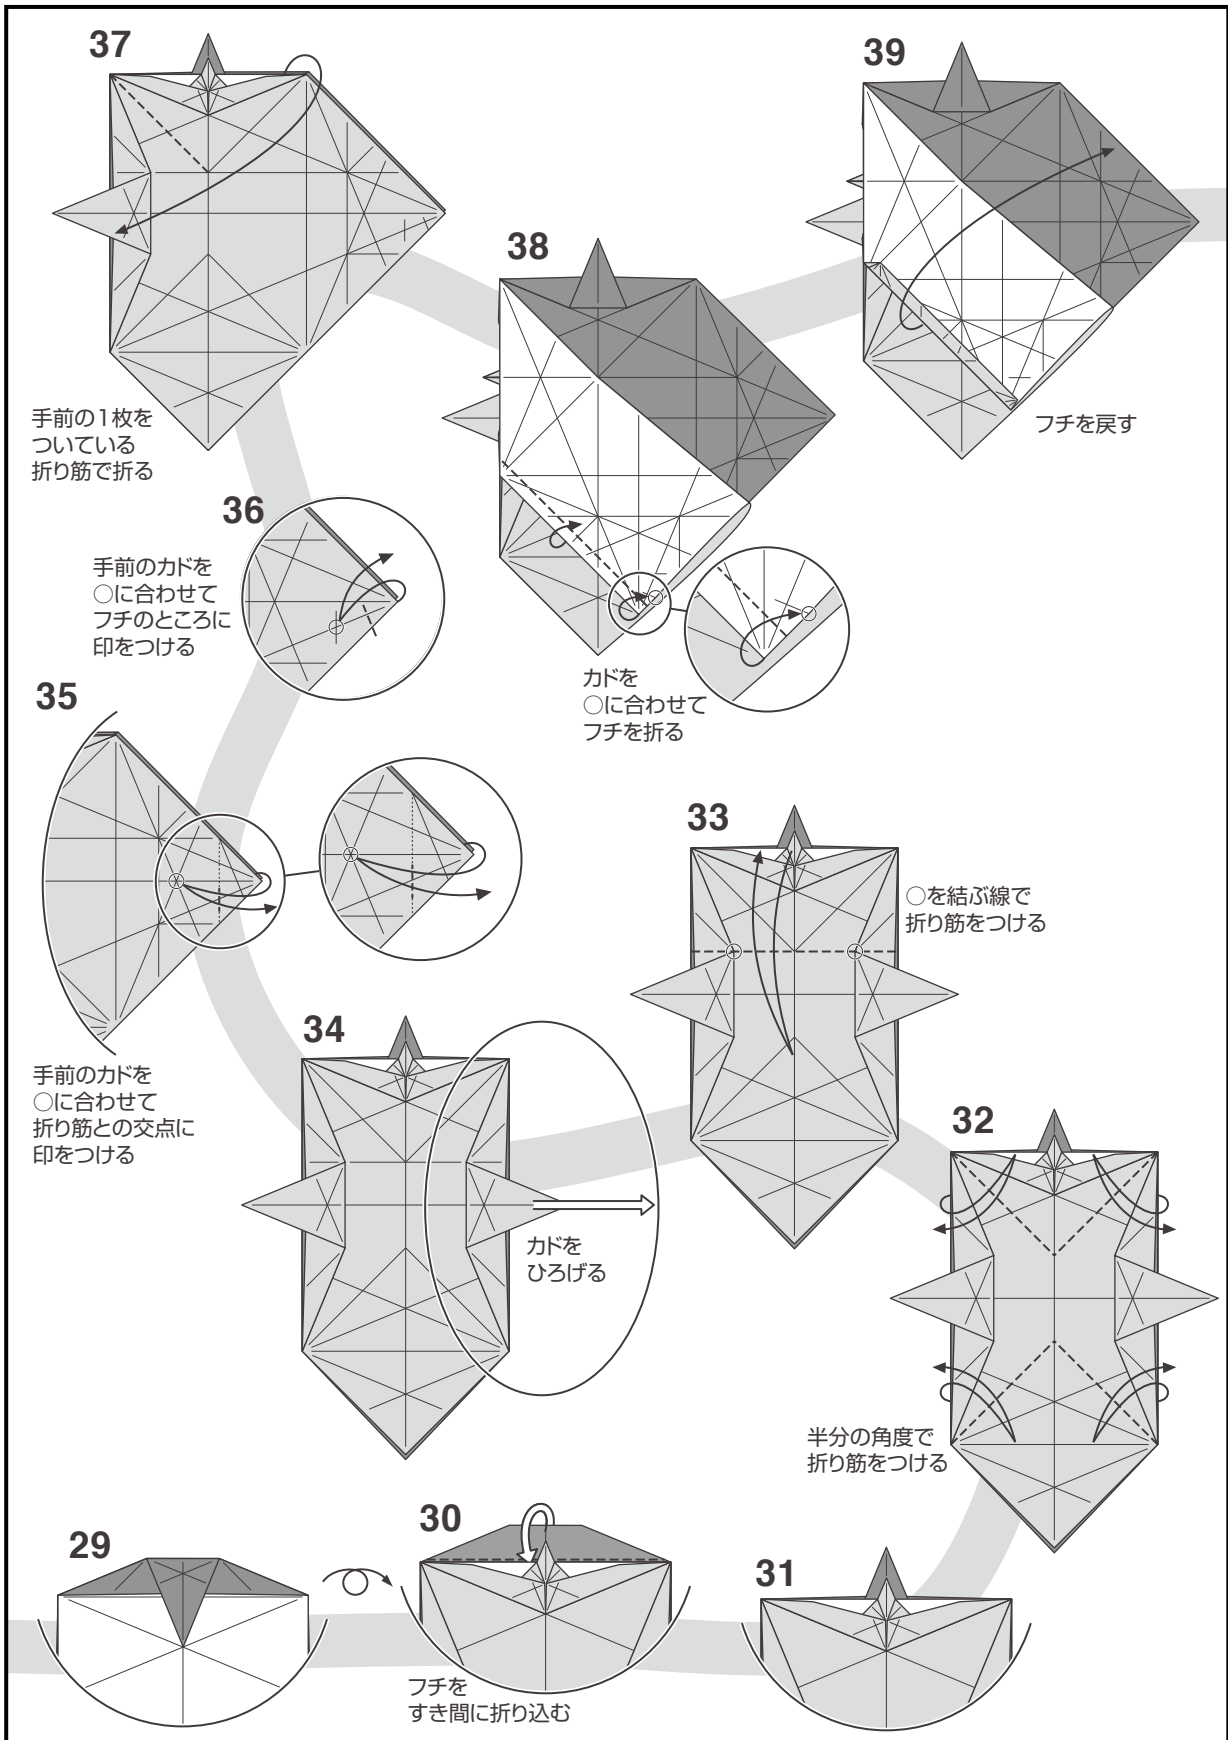 29
30
フチを
すき間に折り込む
31
32
半分の角度で
折り筋をつける
33
○を結ぶ線で
折り筋をつける
34
カドを
ひろげる
35
手前のカドを
○に合わせて
折り筋との交点に
印をつける
36
手前のカドを
○に合わせて
フチのところに
印をつける
37
手前の1枚を
ついている
折り筋で折る
38
カドを
○に合わせて
フチを折る
39
フチを戻す